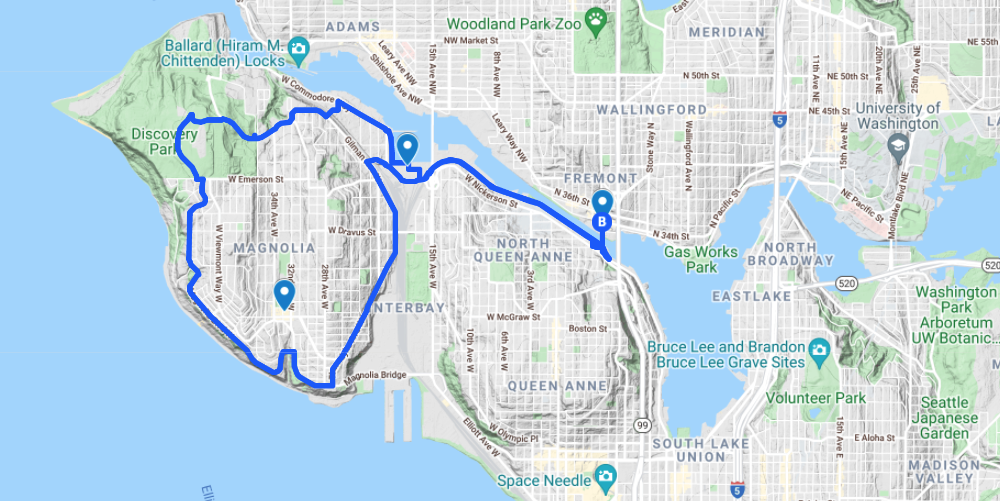 ADAMS
Woodland Park Zoo
MERIDIAN
NW Market St
NE 55th
Ballard (Hiram M.
Chittenden) Locks
Leary Ave NW
Shilshole Ave NW
15th Ave NW
8th Ave NW
N 50th St
NE 50th St
11th Ave NE
20th Ave NE
25th Ave NE
W Commodore
WALLINGFORD
NE 45th St
15th Ave NE
University of
Washington
5
Leary Way NW
Stone Way N
Wallingford Ave N
Discovery
Park
Gilman
W Emerson St
FREMONT
W Nickerson St
N 36th St
B
N 34th St
N Pacific St
NE Pacific St
Montlake Blvd NE
34th Ave W
W Viewmont Way W
W Dravus St
MAGNOLIA
28th Ave W
32n
15th Ave W
NORTH
QUEEN ANNE
3rd Ave W
Gas Works
Park
NORTH
BROADWAY
520
520
EASTLAKE
Washington
Park
Arboretum
UW Botanic...
NTERBAY
W McGraw St
Boston St
10th Ave W
6th Ave W
Bruce Lee and Brandon
Bruce Lee Grave Sites
Magnolia Bridge
QUEEN ANNE
Volunteer Park
Seattle
Japanese
Garden
Elliott Ave W
W Olympic Pl
99
15th Ave E
E Aloha St
SOUTH LAKE
UNION
MADISON
VALLEY
Space Needle
5
Elli